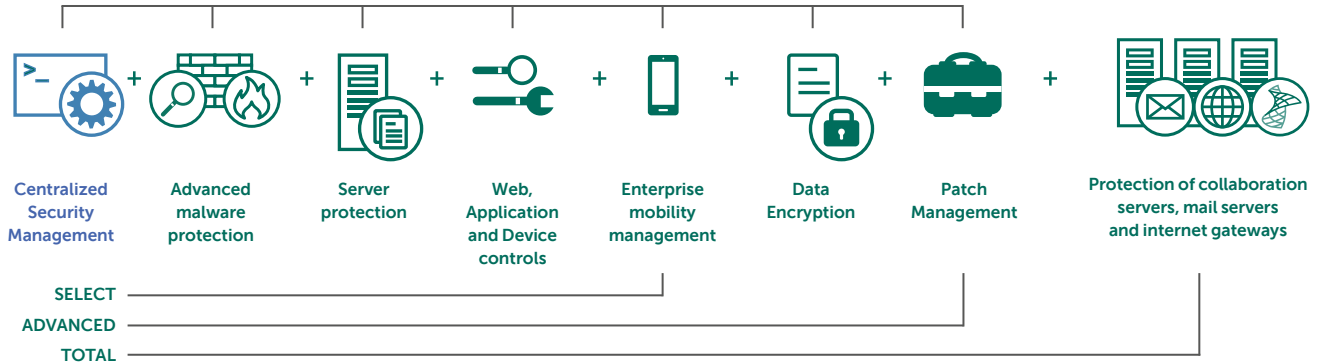 >_
+
+
+
+
+
+
+
Centralized
Security
Management
Advanced
malware
protection
Server
protection
Web,
Application
and Device
controls
Enterprise
mobility
management
Data
Encryption
Patch
Management
Protection of collaboration
servers, mail servers
and internet gateways
SELECT
ADVANCED
TOTAL